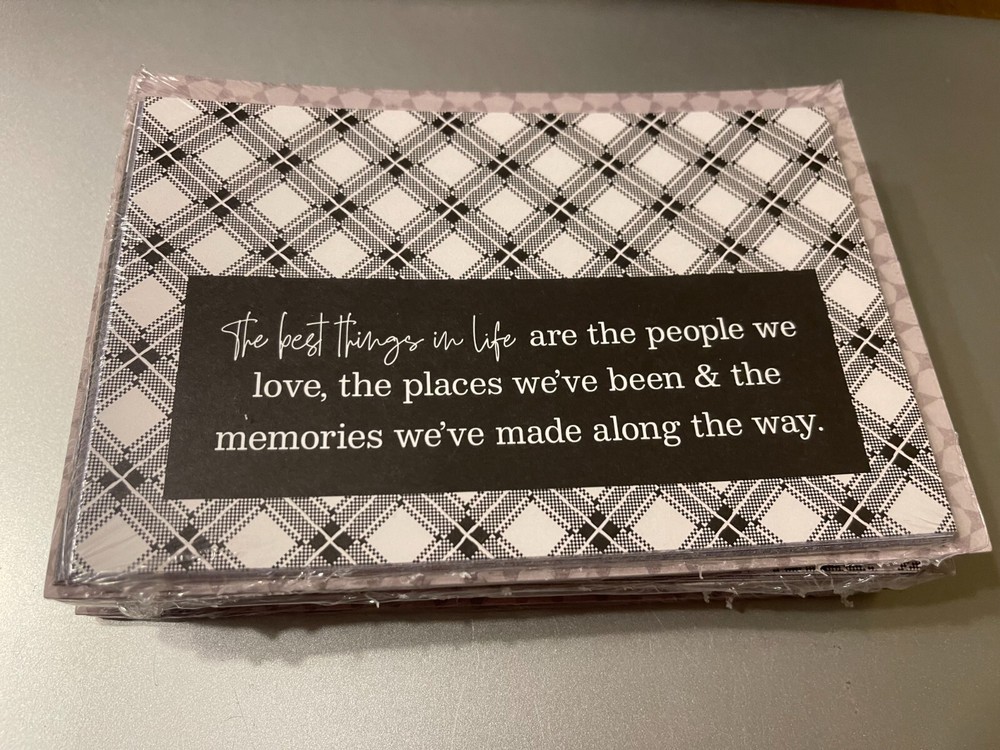 The best things in life are the people we
love, the places we've been & the
memories we've made along the way.